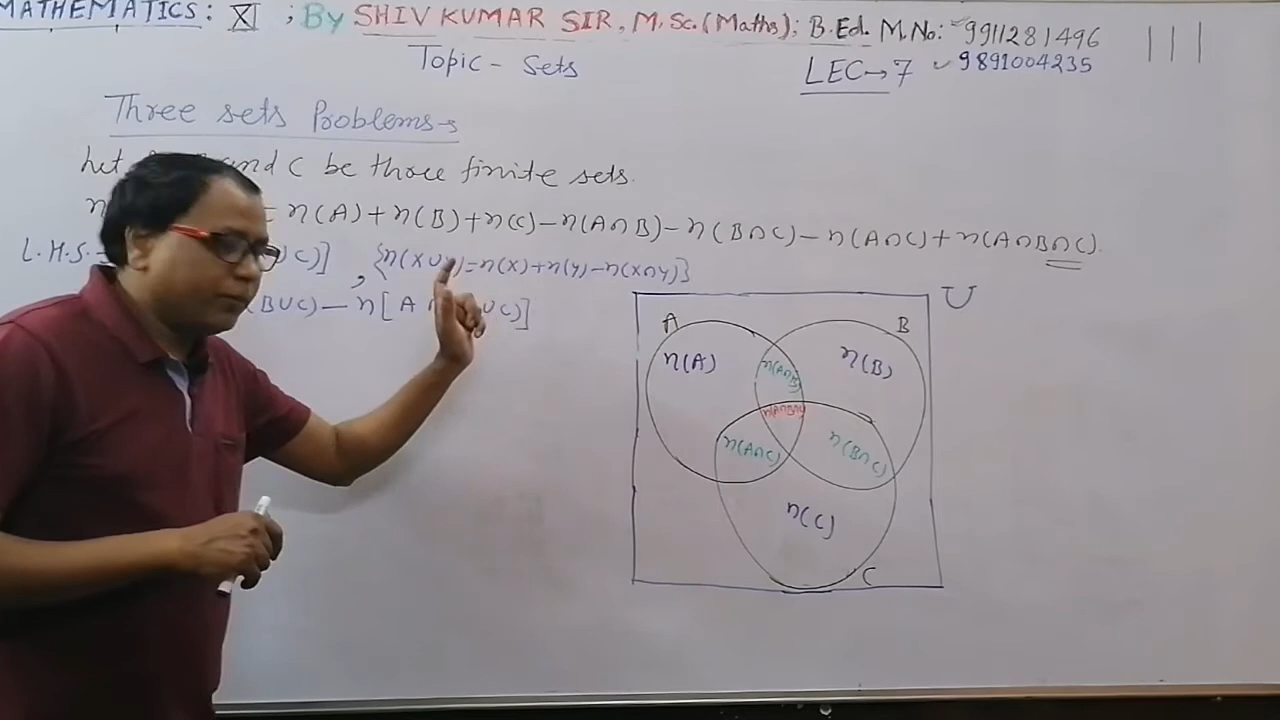 MATHEMATICS: XI ; By SHIV KUMAR SIR, M.Sc.(Maths); B.Ed. M.No: 9911281496
Topic - Sets
LEC→7 9891004235
Three sets Problems→
Let and C be three finite sets.
n = n(A)+n(B)+n(C)-n(A∩B)-n(B∩C)-n(A∩C)+n(A∩B∩C).
L.H.S. = C)] , {n(X∪Y)=n(X)+n(Y)-n(X∩Y)}
(B∪C) - n[A ∪C)]
U
A
B
n(A)
n(B)
n(A∩B)
n(A∩B∩C)
n(A∩C)
n(B∩C)
n(C)
C